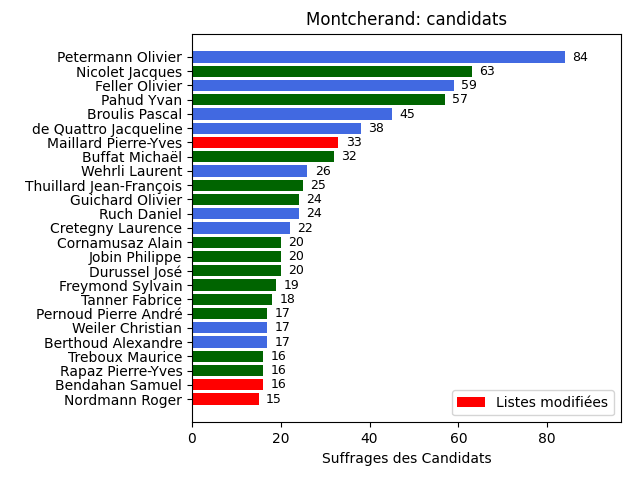 Montcherand: candidats
Petermann Olivier 84
Nicolet Jacques 63
Feller Olivier 59
Pahud Yvan 57
Broulis Pascal 45
de Quattro Jacqueline 38
Maillard Pierre-Yves 33
Buffat Michaël 32
Wehrli Laurent 26
Thuillard Jean-François 25
Guichard Olivier 24
Ruch Daniel 24
Cretegny Laurence 22
Cornamusaz Alain 20
Jobin Philippe 20
Durussel José 20
Freymond Sylvain 19
Tanner Fabrice 18
Pernoud Pierre André 17
Weiler Christian 17
Berthoud Alexandre 17
Treboux Maurice 16
Rapaz Pierre-Yves 16
Bendahan Samuel 16
Nordmann Roger 15
Listes modifiées
0 20 40 60 80
Suffrages des Candidats